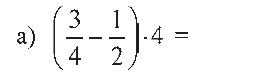 a) (3/4 − 1/2) · 4 =